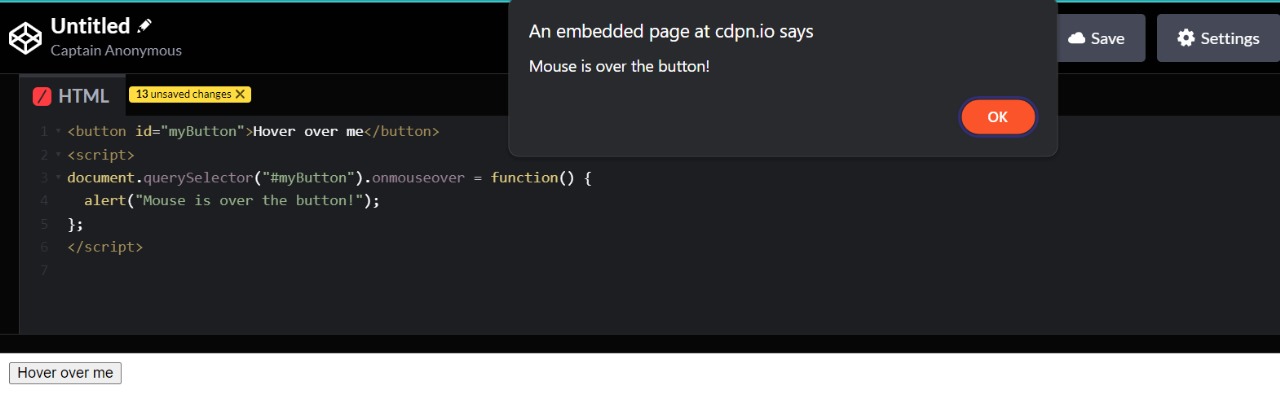 Untitled
Captain Anonymous
An embedded page at cdpn.io says
Mouse is over the button!
OK
Save
Settings
/ HTML
13 unsaved changes X
1 <button id="myButton">Hover over me</button>
2 <script>
3 document.querySelector("#myButton").onmouseover = function() {
4   alert("Mouse is over the button!");
5 };
6 </script>
7
Hover over me